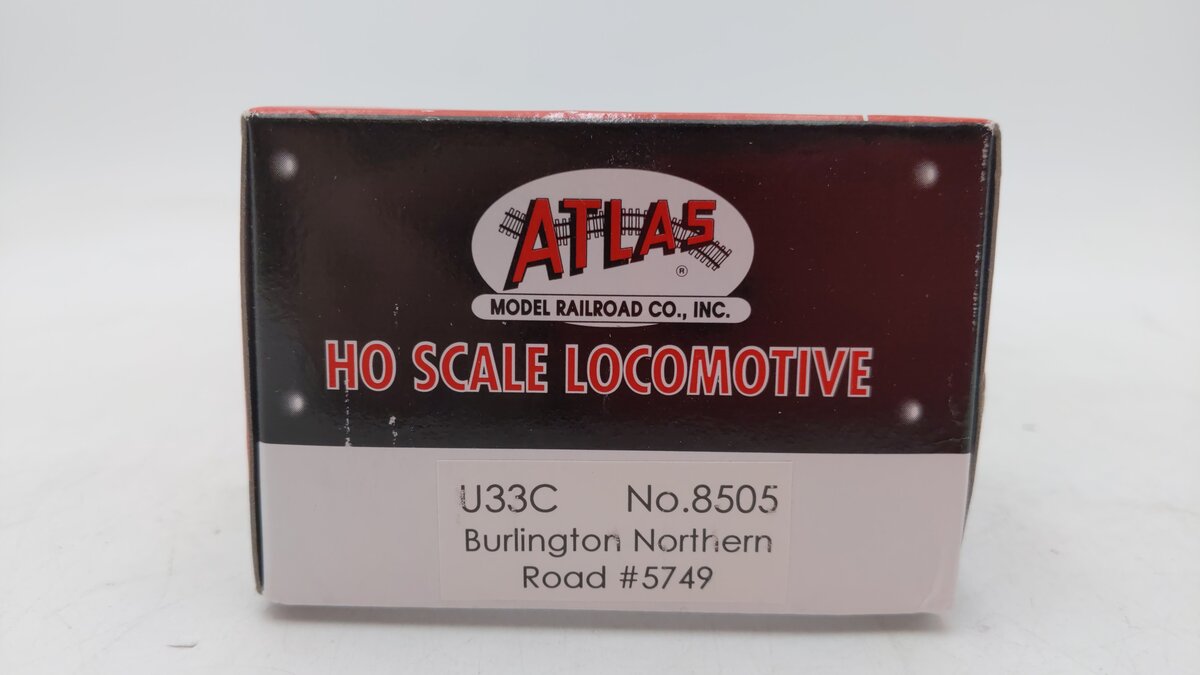 ATLAS
®
MODEL RAILROAD CO., INC.
HO SCALE LOCOMOTIVE
U33C No.8505
Burlington Northern
Road #5749